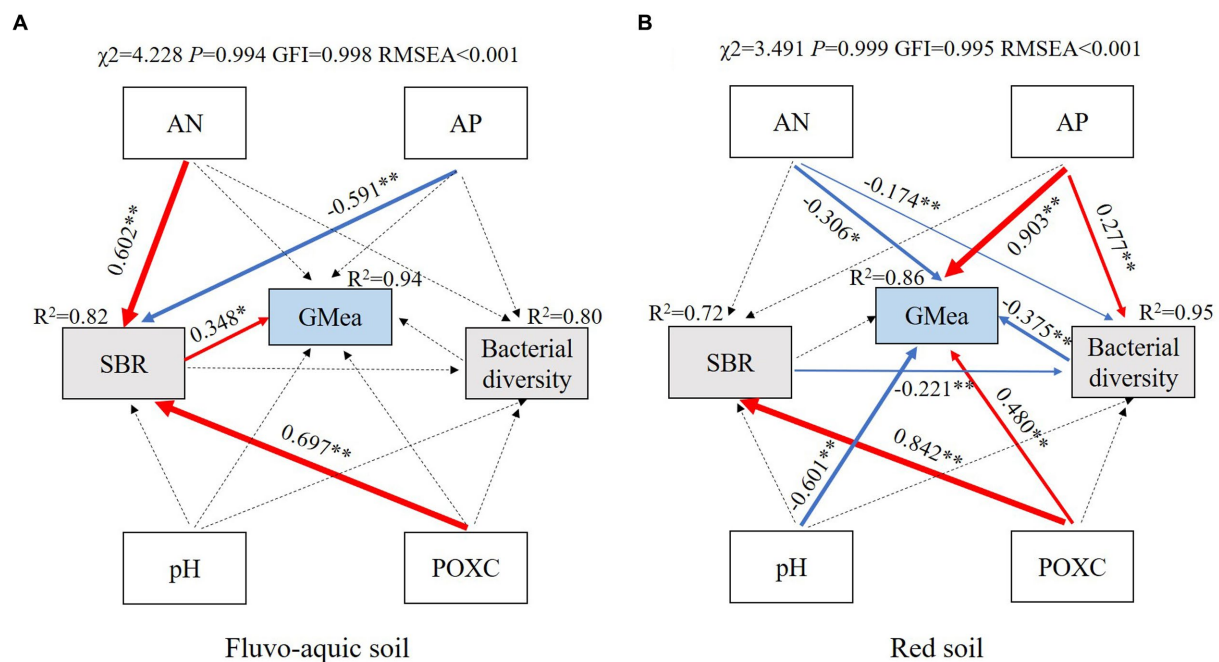 A
χ2=4.228 P=0.994 GFI=0.998 RMSEA<0.001
AN
AP
0.602**
-0.591**
R²=0.94
R²=0.82
GMea
R²=0.80
0.348*
SBR
Bacterial
diversity
0.697**
pH
POXC
Fluvo-aquic soil
B
χ2=3.491 P=0.999 GFI=0.995 RMSEA<0.001
AN
AP
-0.174**
-0.306*
0.903**
0.277**
R²=0.86
R²=0.72
GMea
R²=0.95
-0.375**
SBR
Bacterial
diversity
-0.221**
0.480**
0.842**
-0.601**
pH
POXC
Red soil